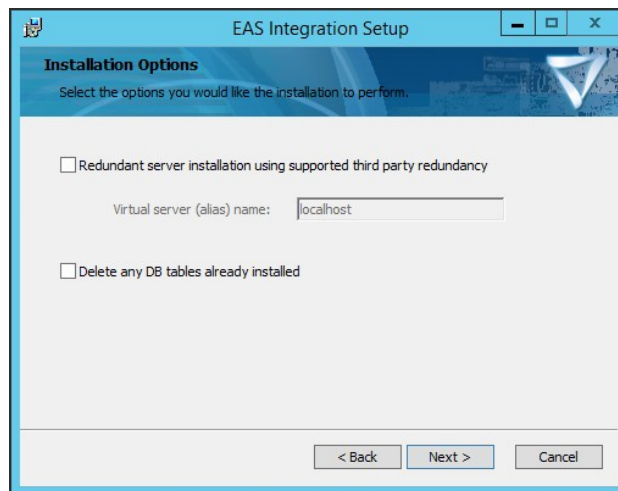 EAS Integration Setup
Installation Options
Select the options you would like the installation to perform.
Redundant server installation using supported third party redundancy
Virtual server (alias) name: localhost
Delete any DB tables already installed
< Back Next > Cancel